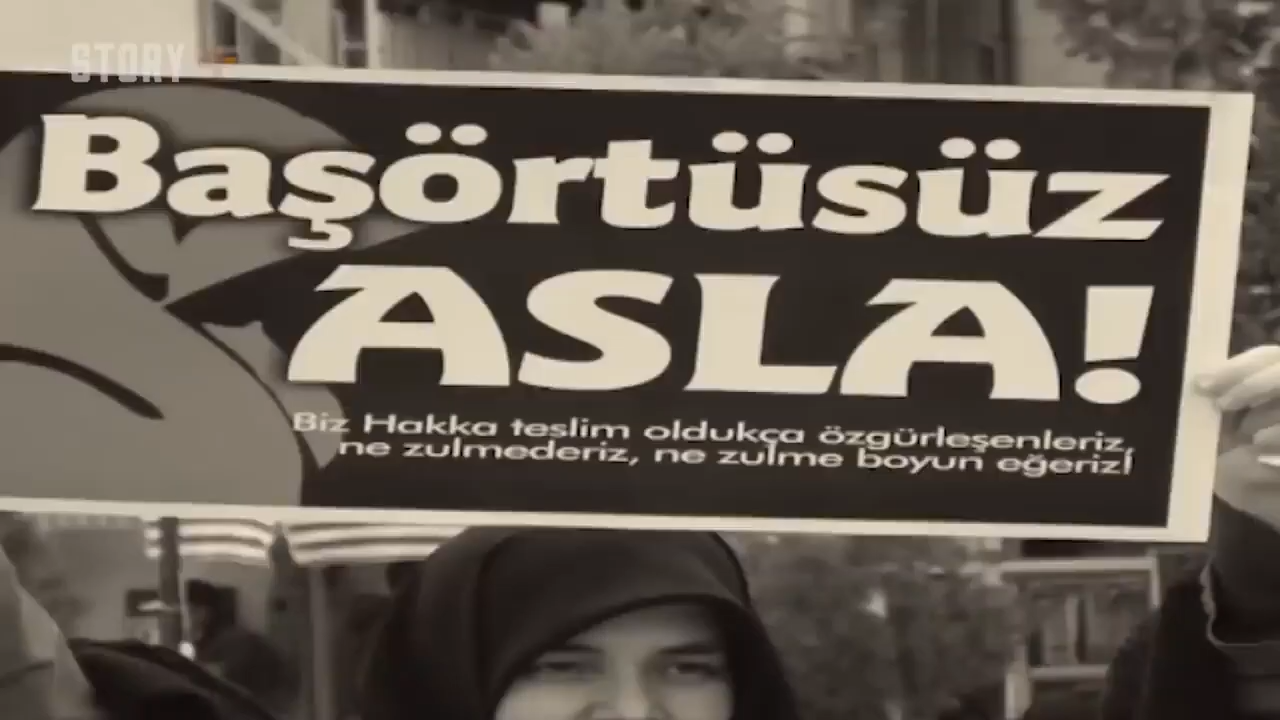 STORY
Başörtüsüz
ASLA!
Biz Hakka teslim oldukça özgürleşenleriz,
ne zulmederiz, ne zulme boyun eğeriz!